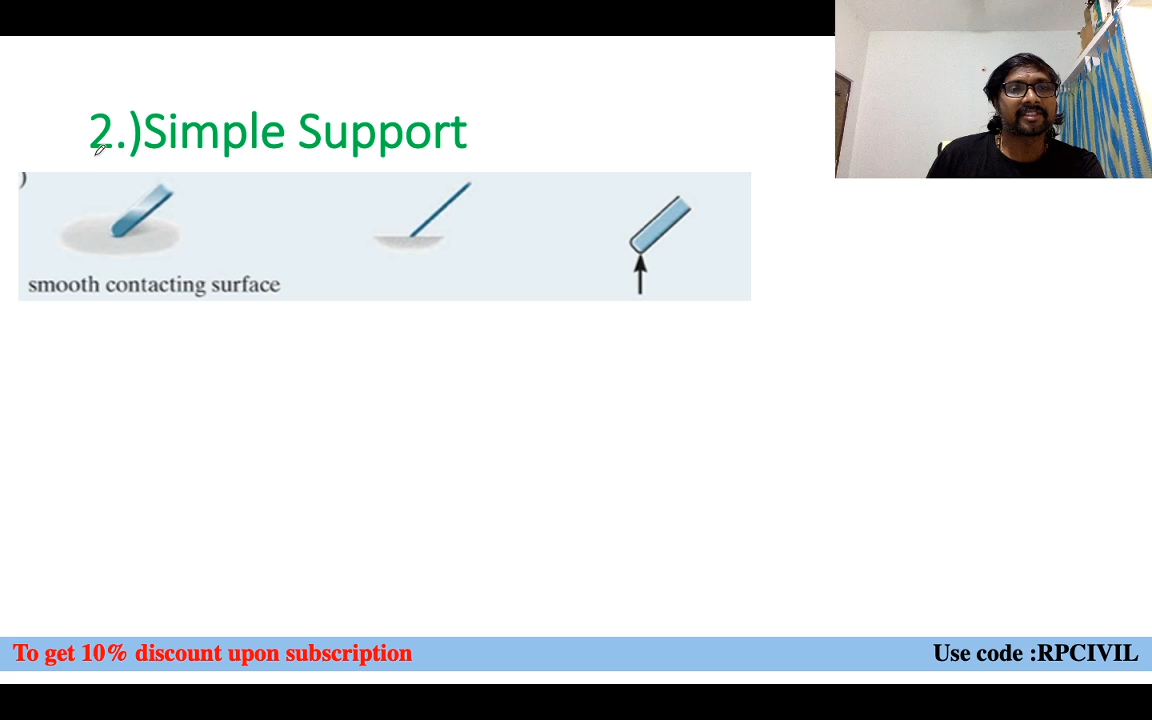 2.)Simple Support
)
smooth contacting surface
To get 10% discount upon subscription
Use code :RPCIVIL